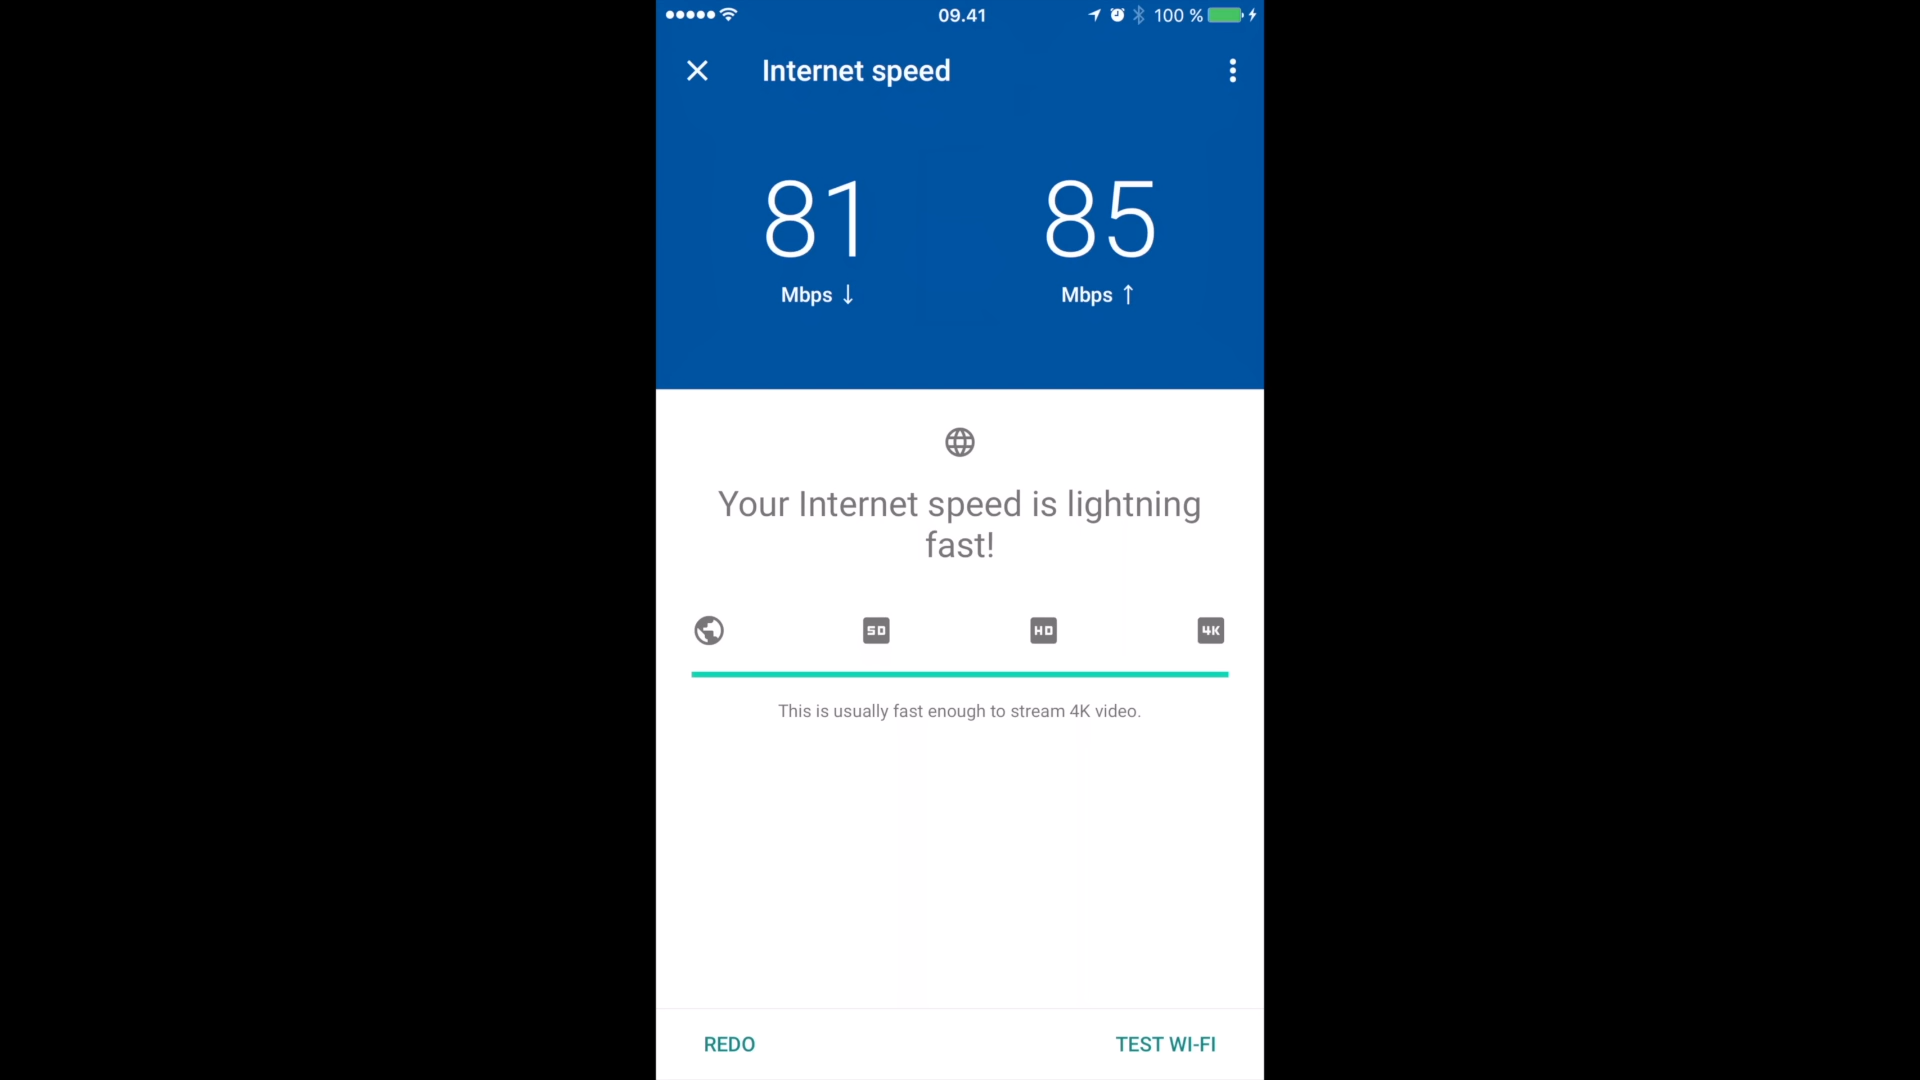 09.41
100 %
Internet speed
81 85
Mbps ↓ Mbps ↑
Your Internet speed is lightning
fast!
SD HD 4K
This is usually fast enough to stream 4K video.
REDO TEST WI-FI